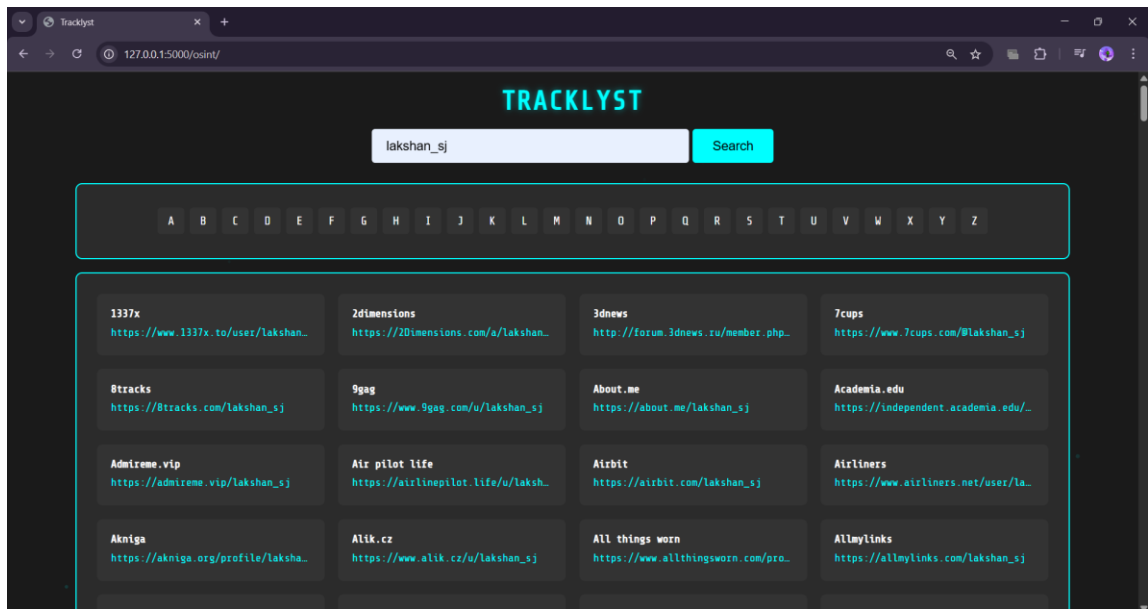 Tracklyst
127.0.0.1:5000/osint/
TRACKLYST
lakshan_sj Search
A B C D E F G H I J K L M N O P Q R S T U V W X Y Z
1337x 2dimensions 3dnews 7cups
https://www.1337x.to/user/lakshan… https://2Dimensions.com/a/lakshan… http://forum.3dnews.ru/member.php… https://www.7cups.com/@lakshan_sj
8tracks 9gag About.me Academia.edu
https://8tracks.com/lakshan_sj https://www.9gag.com/u/lakshan_sj https://about.me/lakshan_sj https://independent.academia.edu/…
Admireme.vip Air pilot life Airbit Airliners
https://admireme.vip/lakshan_sj https://airlinepilot.life/u/laksh… https://airbit.com/lakshan_sj https://www.airliners.net/user/la…
Akniga Alik.cz All things worn Allmylinks
https://akniga.org/profile/laksha… https://www.alik.cz/u/lakshan_sj https://www.allthingsworn.com/pro… https://allmylinks.com/lakshan_sj